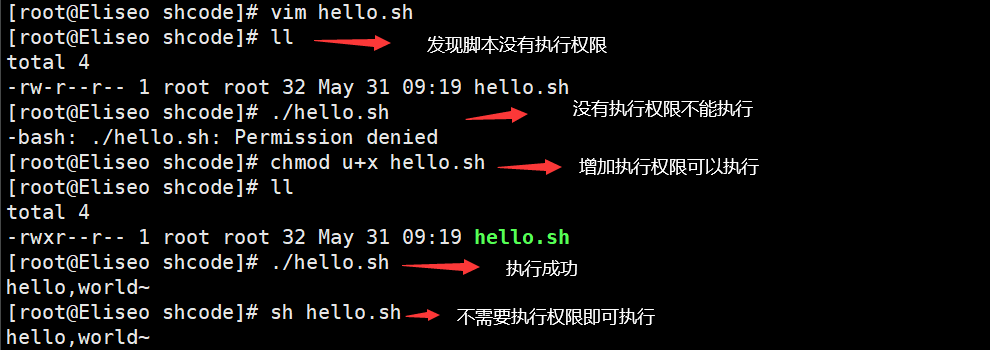 [root@Eliseo shcode]# vim hello.sh
[root@Eliseo shcode]# ll 发现脚本没有执行权限
total 4
-rw-r--r-- 1 root root 32 May 31 09:19 hello.sh
[root@Eliseo shcode]# ./hello.sh 没有执行权限不能执行
-bash: ./hello.sh: Permission denied
[root@Eliseo shcode]# chmod u+x hello.sh 增加执行权限可以执行
[root@Eliseo shcode]# ll
total 4
-rwxr--r-- 1 root root 32 May 31 09:19 hello.sh
[root@Eliseo shcode]# ./hello.sh 执行成功
hello,world~
[root@Eliseo shcode]# sh hello.sh 不需要执行权限即可执行
hello,world~